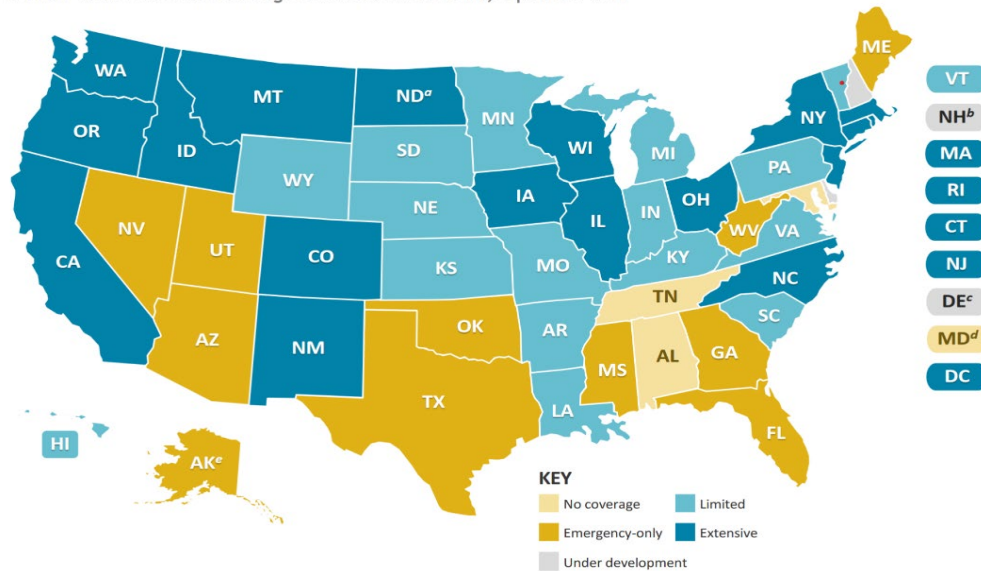 WA
MT
ND^a
MN
ME
VT
OR
ID
SD
WI
MI
NY
NH^b
WY
MA
NE
IA
IL
IN
OH
PA
RI
NV
UT
CO
KS
MO
KY
WV
VA
CT
CA
NJ
AZ
NM
OK
AR
TN
NC
SC
DE^c
TX
LA
MS
AL
GA
MD^d
DC
HI
AK^e
FL
KEY
No coverage
Limited
Emergency-only
Extensive
Under development